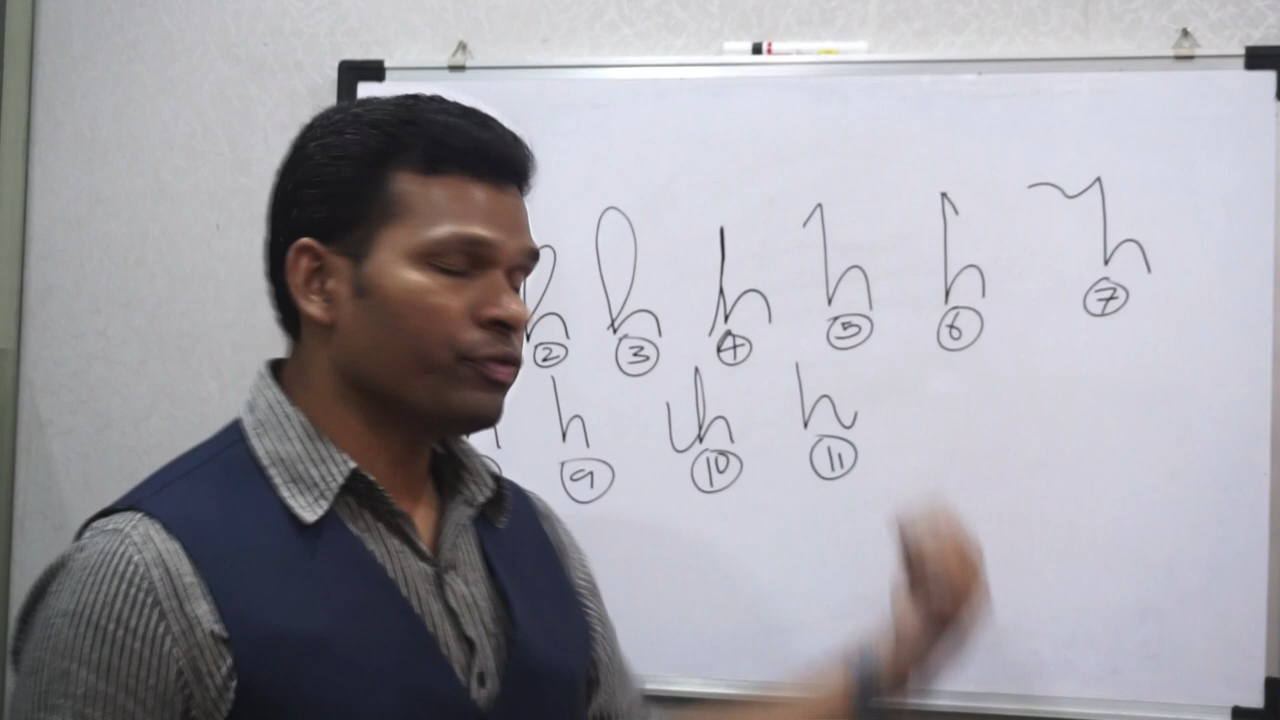 h h h h h h
② ③ ④ ⑤ ⑥ ⑦
h h h h
⑨ ⑩ ⑪